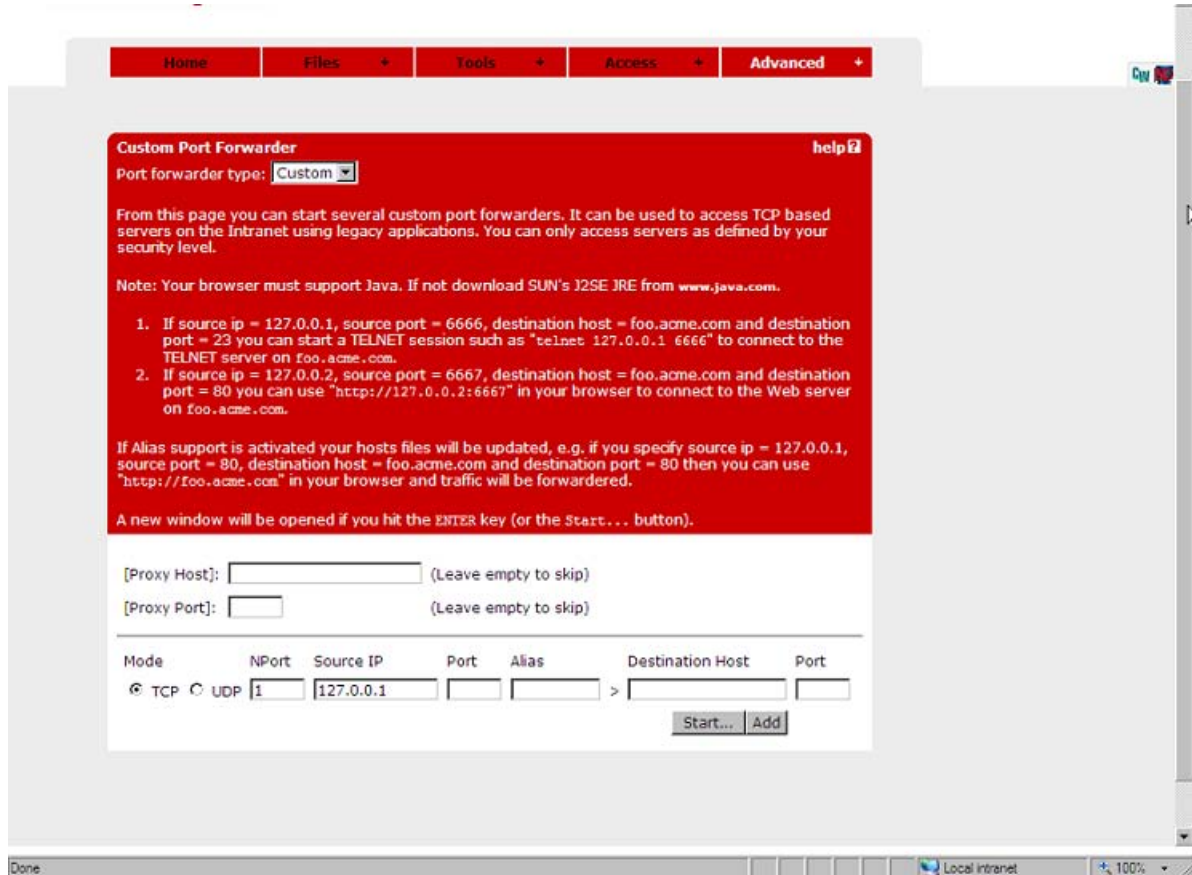 Home Files + Tools + Access + Advanced +
CW
Custom Port Forwarder help?
Port forwarder type: Custom
From this page you can start several custom port forwarders. It can be used to access TCP based
servers on the Intranet using legacy applications. You can only access servers as defined by your
security level.
Note: Your browser must support Java. If not download SUN's J2SE JRE from www.java.com.
1. If source ip = 127.0.0.1, source port = 6666, destination host = foo.acme.com and destination
port = 23 you can start a TELNET session such as "telnet 127.0.0.1 6666" to connect to the
TELNET server on foo.acme.com.
2. If source ip = 127.0.0.2, source port = 6667, destination host = foo.acme.com and destination
port = 80 you can use "http://127.0.0.2:6667" in your browser to connect to the Web server
on foo.acme.com.
If Alias support is activated your hosts files will be updated, e.g. if you specify source ip = 127.0.0.1,
source port = 80, destination host = foo.acme.com and destination port = 80 then you can use
"http://foo.acme.com" in your browser and traffic will be forwardered.
A new window will be opened if you hit the ENTER key (or the Start... button).
[Proxy Host]: (Leave empty to skip)
[Proxy Port]: (Leave empty to skip)
Mode NPort Source IP Port Alias Destination Host Port
TCP UDP 1 127.0.0.1 >
Start... Add
Done Local intranet 100%